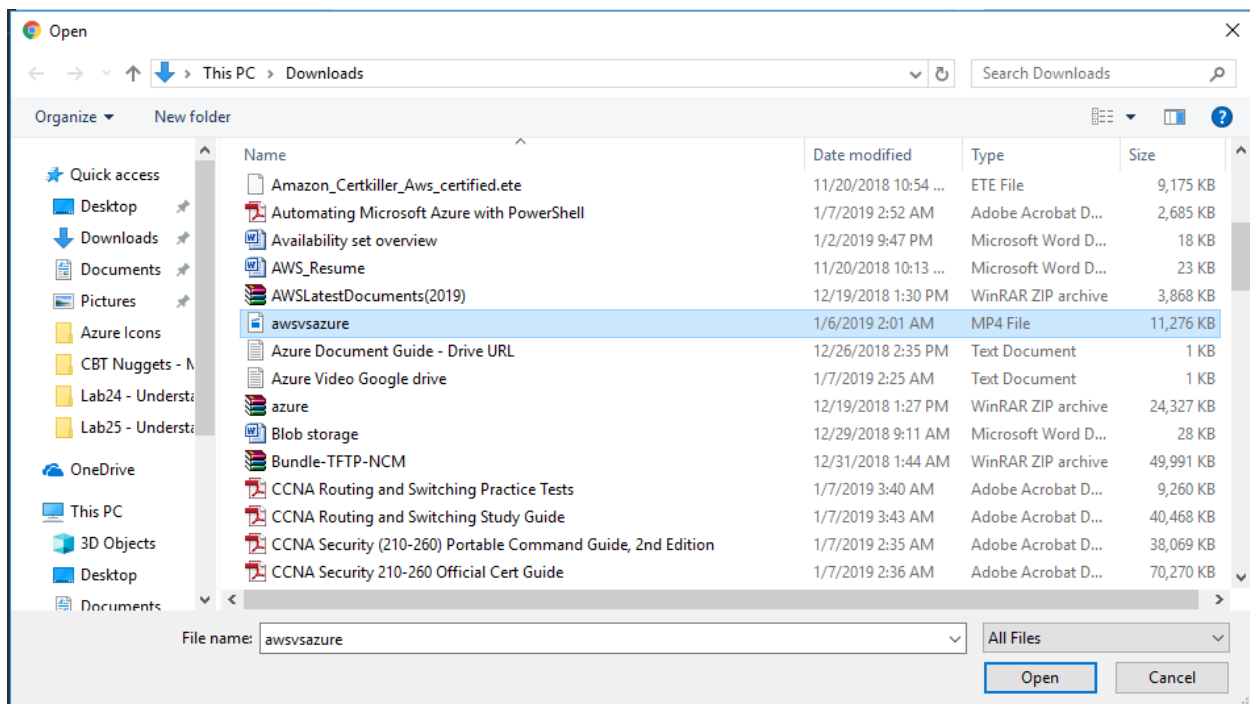 Open
This PC > Downloads
Search Downloads
Organize
New folder
Quick access
Desktop
Downloads
Documents
Pictures
Azure Icons
CBT Nuggets - N
Lab24 - Understa
Lab25 - Understa
OneDrive
This PC
3D Objects
Desktop
Documents
Name Date modified Type Size
Amazon_Certkiller_Aws_certified.ete 11/20/2018 10:54 ... ETE File 9,175 KB
Automating Microsoft Azure with PowerShell 1/7/2019 2:52 AM Adobe Acrobat D... 2,685 KB
Availability set overview 1/2/2019 9:47 PM Microsoft Word D... 18 KB
AWS_Resume 11/20/2018 10:13 ... Microsoft Word D... 23 KB
AWSLatestDocuments(2019) 12/19/2018 1:30 PM WinRAR ZIP archive 3,868 KB
awsvsazure 1/6/2019 2:01 AM MP4 File 11,276 KB
Azure Document Guide - Drive URL 12/26/2018 2:35 PM Text Document 1 KB
Azure Video Google drive 1/7/2019 2:25 AM Text Document 1 KB
azure 12/19/2018 1:27 PM WinRAR ZIP archive 24,327 KB
Blob storage 12/29/2018 9:11 AM Microsoft Word D... 28 KB
Bundle-TFTP-NCM 12/31/2018 1:44 AM WinRAR ZIP archive 49,991 KB
CCNA Routing and Switching Practice Tests 1/7/2019 3:40 AM Adobe Acrobat D... 9,260 KB
CCNA Routing and Switching Study Guide 1/7/2019 3:43 AM Adobe Acrobat D... 40,468 KB
CCNA Security (210-260) Portable Command Guide, 2nd Edition 1/7/2019 2:35 AM Adobe Acrobat D... 38,069 KB
CCNA Security 210-260 Official Cert Guide 1/7/2019 2:36 AM Adobe Acrobat D... 70,270 KB
File name: awsvsazure
All Files
Open
Cancel